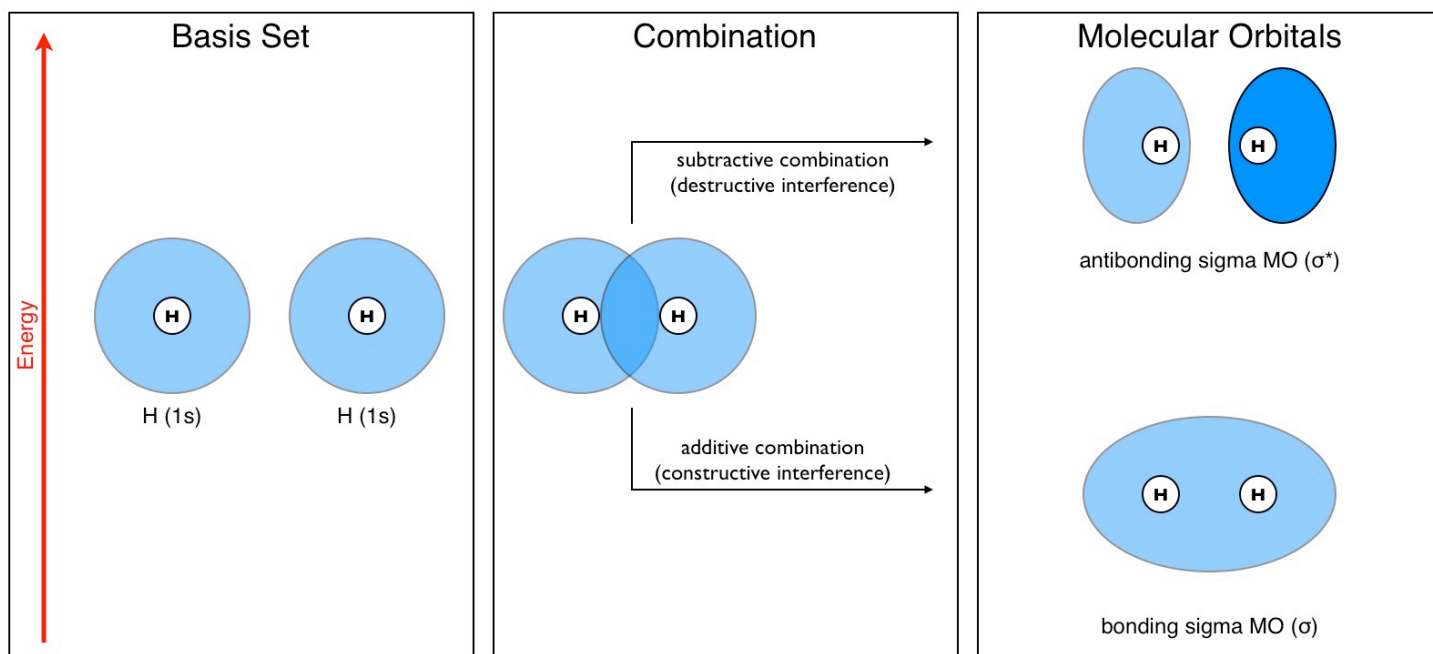 Basis Set
Energy
H
H
H (1s)
H (1s)
Combination
subtractive combination
(destructive interference)
H
H
additive combination
(constructive interference)
Molecular Orbitals
H
H
antibonding sigma MO (σ*)
H
H
bonding sigma MO (σ)